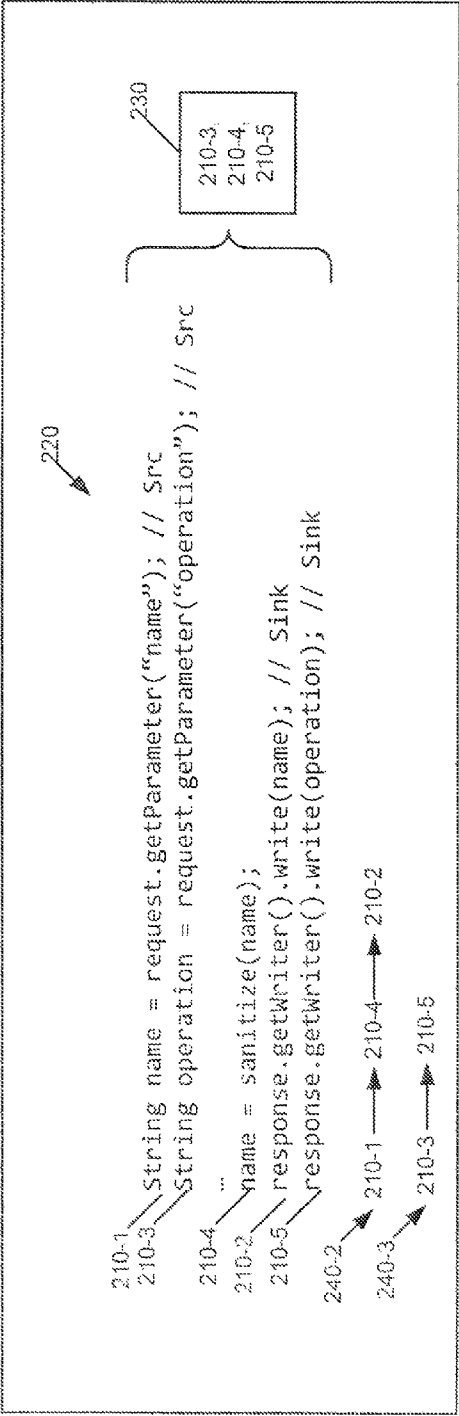 220
210-1 String name = request.getParameter(“name”); // Src
210-3 String operation = request.getParameter(“operation”); // Src
...
210-4 name = sanitize(name);
210-2 response.getWriter().write(name); // Sink
210-5 response.getWriter().write(operation); // Sink
230
210-3,
210-4,
210-5
240-2 210-1 210-4 210-2
240-3 210-3 210-5